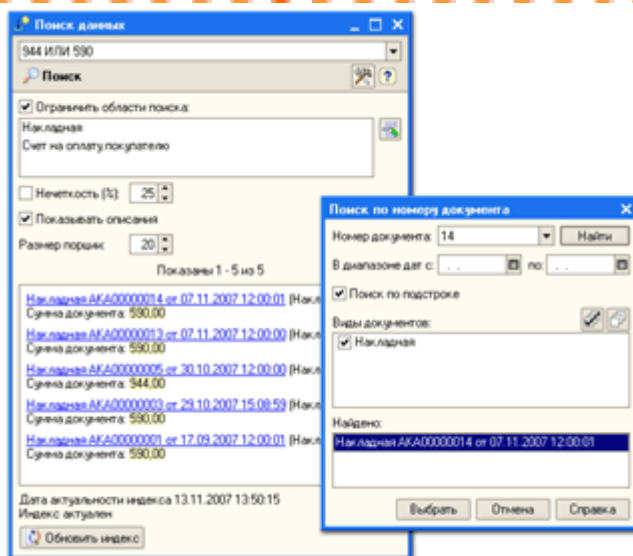 Поиск данных
944 ИЛИ 590
Поиск
Ограничить области поиска:
Накладная
Счет на оплату покупателю
Нечеткость (%): 25
Показывать описания
Размер порции: 20
Показаны 1 - 5 из 5
Накладная АКА00000014 от 07.11.2007 12:00:01 (Накл
Сумма документа: 590,00
Накладная АКА00000013 от 07.11.2007 12:00:00 (Накл
Сумма документа: 590,00
Накладная АКА00000005 от 30.10.2007 12:00:00 (Накл
Сумма документа: 944,00
Накладная АКА00000003 от 29.10.2007 15:08:59 (Накл
Сумма документа: 590,00
Накладная АКА00000001 от 17.09.2007 12:00:01 (Накл
Сумма документа: 590,00
Дата актуальности индекса 13.11.2007 13:50:15
Индекс актуален
Обновить индекс
Поиск по номеру документа
Номер документа: 14 Найти
В диапазоне дат с: . . по: . .
Поиск по подстроке
Виды документов:
Накладная
Найдено:
Накладная АКА00000014 от 07.11.2007 12:00:01
Выбрать Отмена Справка